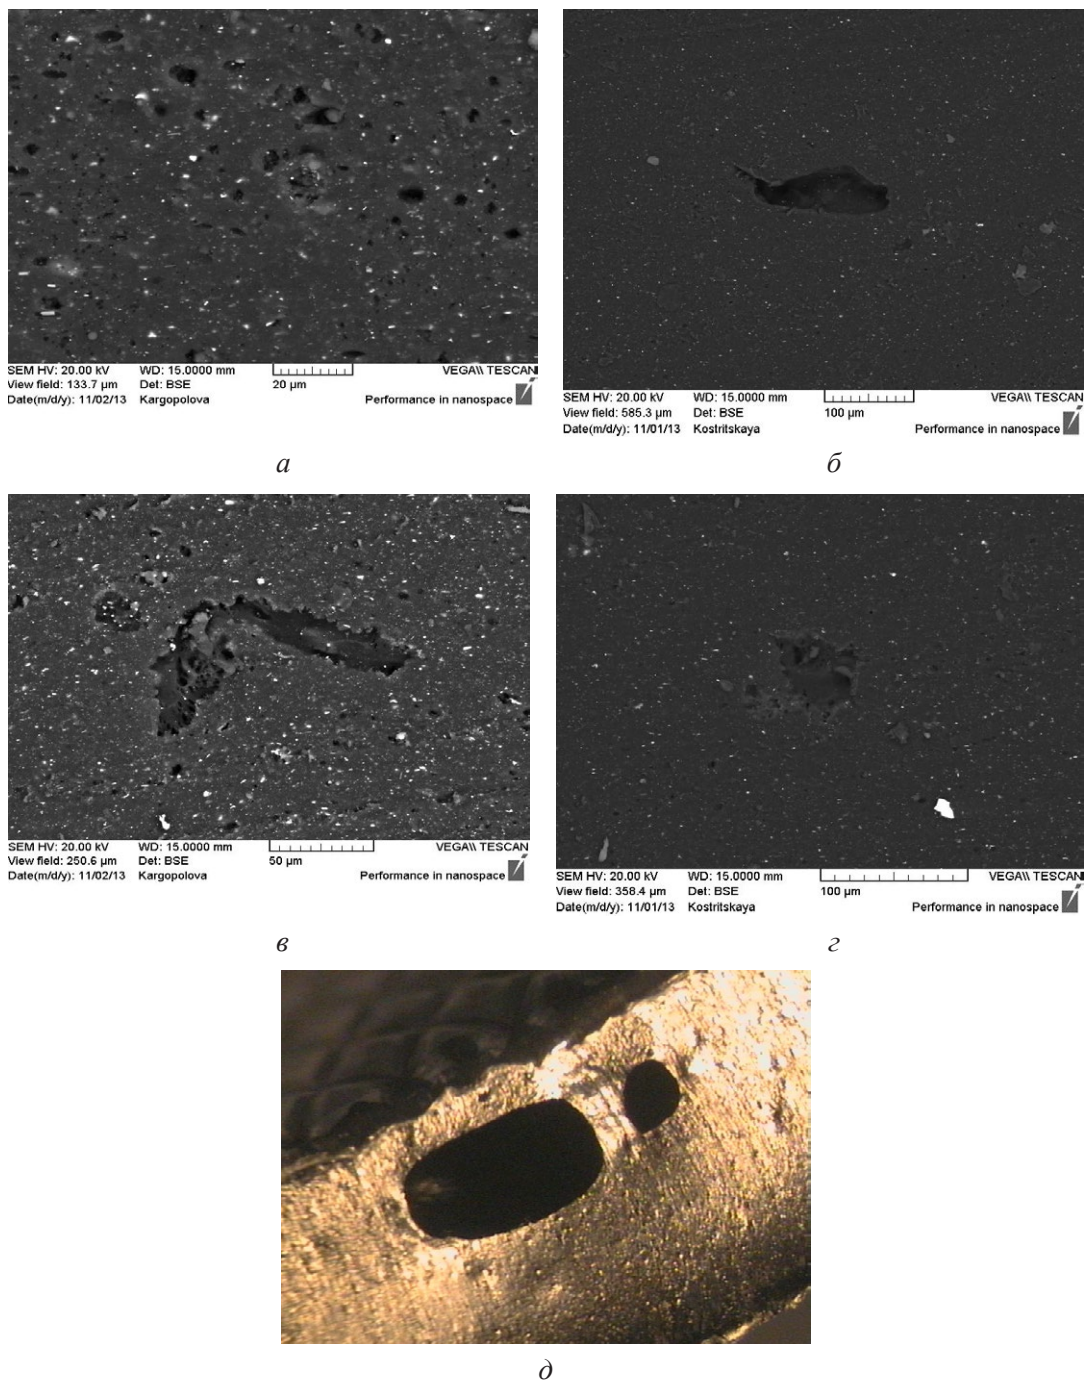 SEM HV: 20.00 kV WD: 15.0000 mm VEGA\\ TESCAN
View field: 133.7 µm Det: BSE 20 µm
Date(m/d/y): 11/02/13 Kargopolova Performance in nanospace
а
SEM HV: 20.00 kV WD: 15.0000 mm VEGA\\ TESCAN
View field: 585.3 µm Det: BSE 100 µm
Date(m/d/y): 11/01/13 Kostritskaya Performance in nanospace
б
SEM HV: 20.00 kV WD: 15.0000 mm VEGA\\ TESCAN
View field: 250.6 µm Det: BSE 50 µm
Date(m/d/y): 11/02/13 Kargopolova Performance in nanospace
в
SEM HV: 20.00 kV WD: 15.0000 mm VEGA\\ TESCAN
View field: 358.4 µm Det: BSE 100 µm
Date(m/d/y): 11/01/13 Kostritskaya Performance in nanospace
г
д